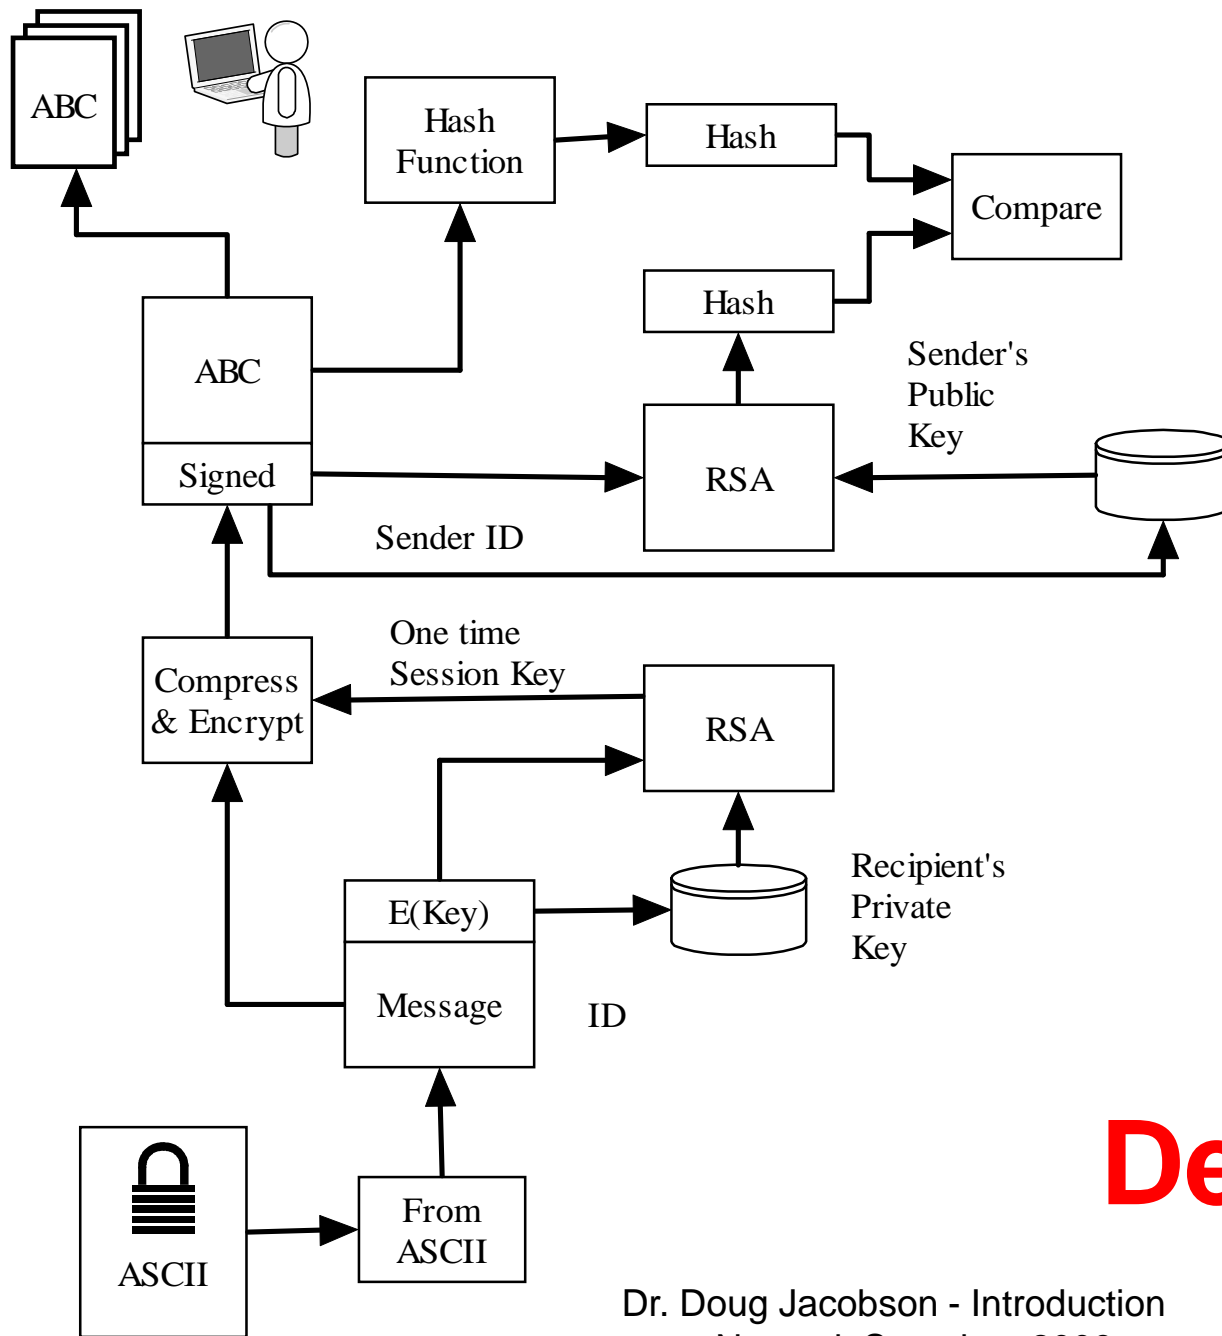 ABC
Hash
Function
Hash
Compare
Hash
ABC
Sender's
Public
Key
Signed
RSA
Sender ID
One time
Session Key
Compress
& Encrypt
RSA
Recipient's
Private
Key
E(Key)
Message
ID
De
From
ASCII
ASCII
Dr. Doug Jacobson - Introduction